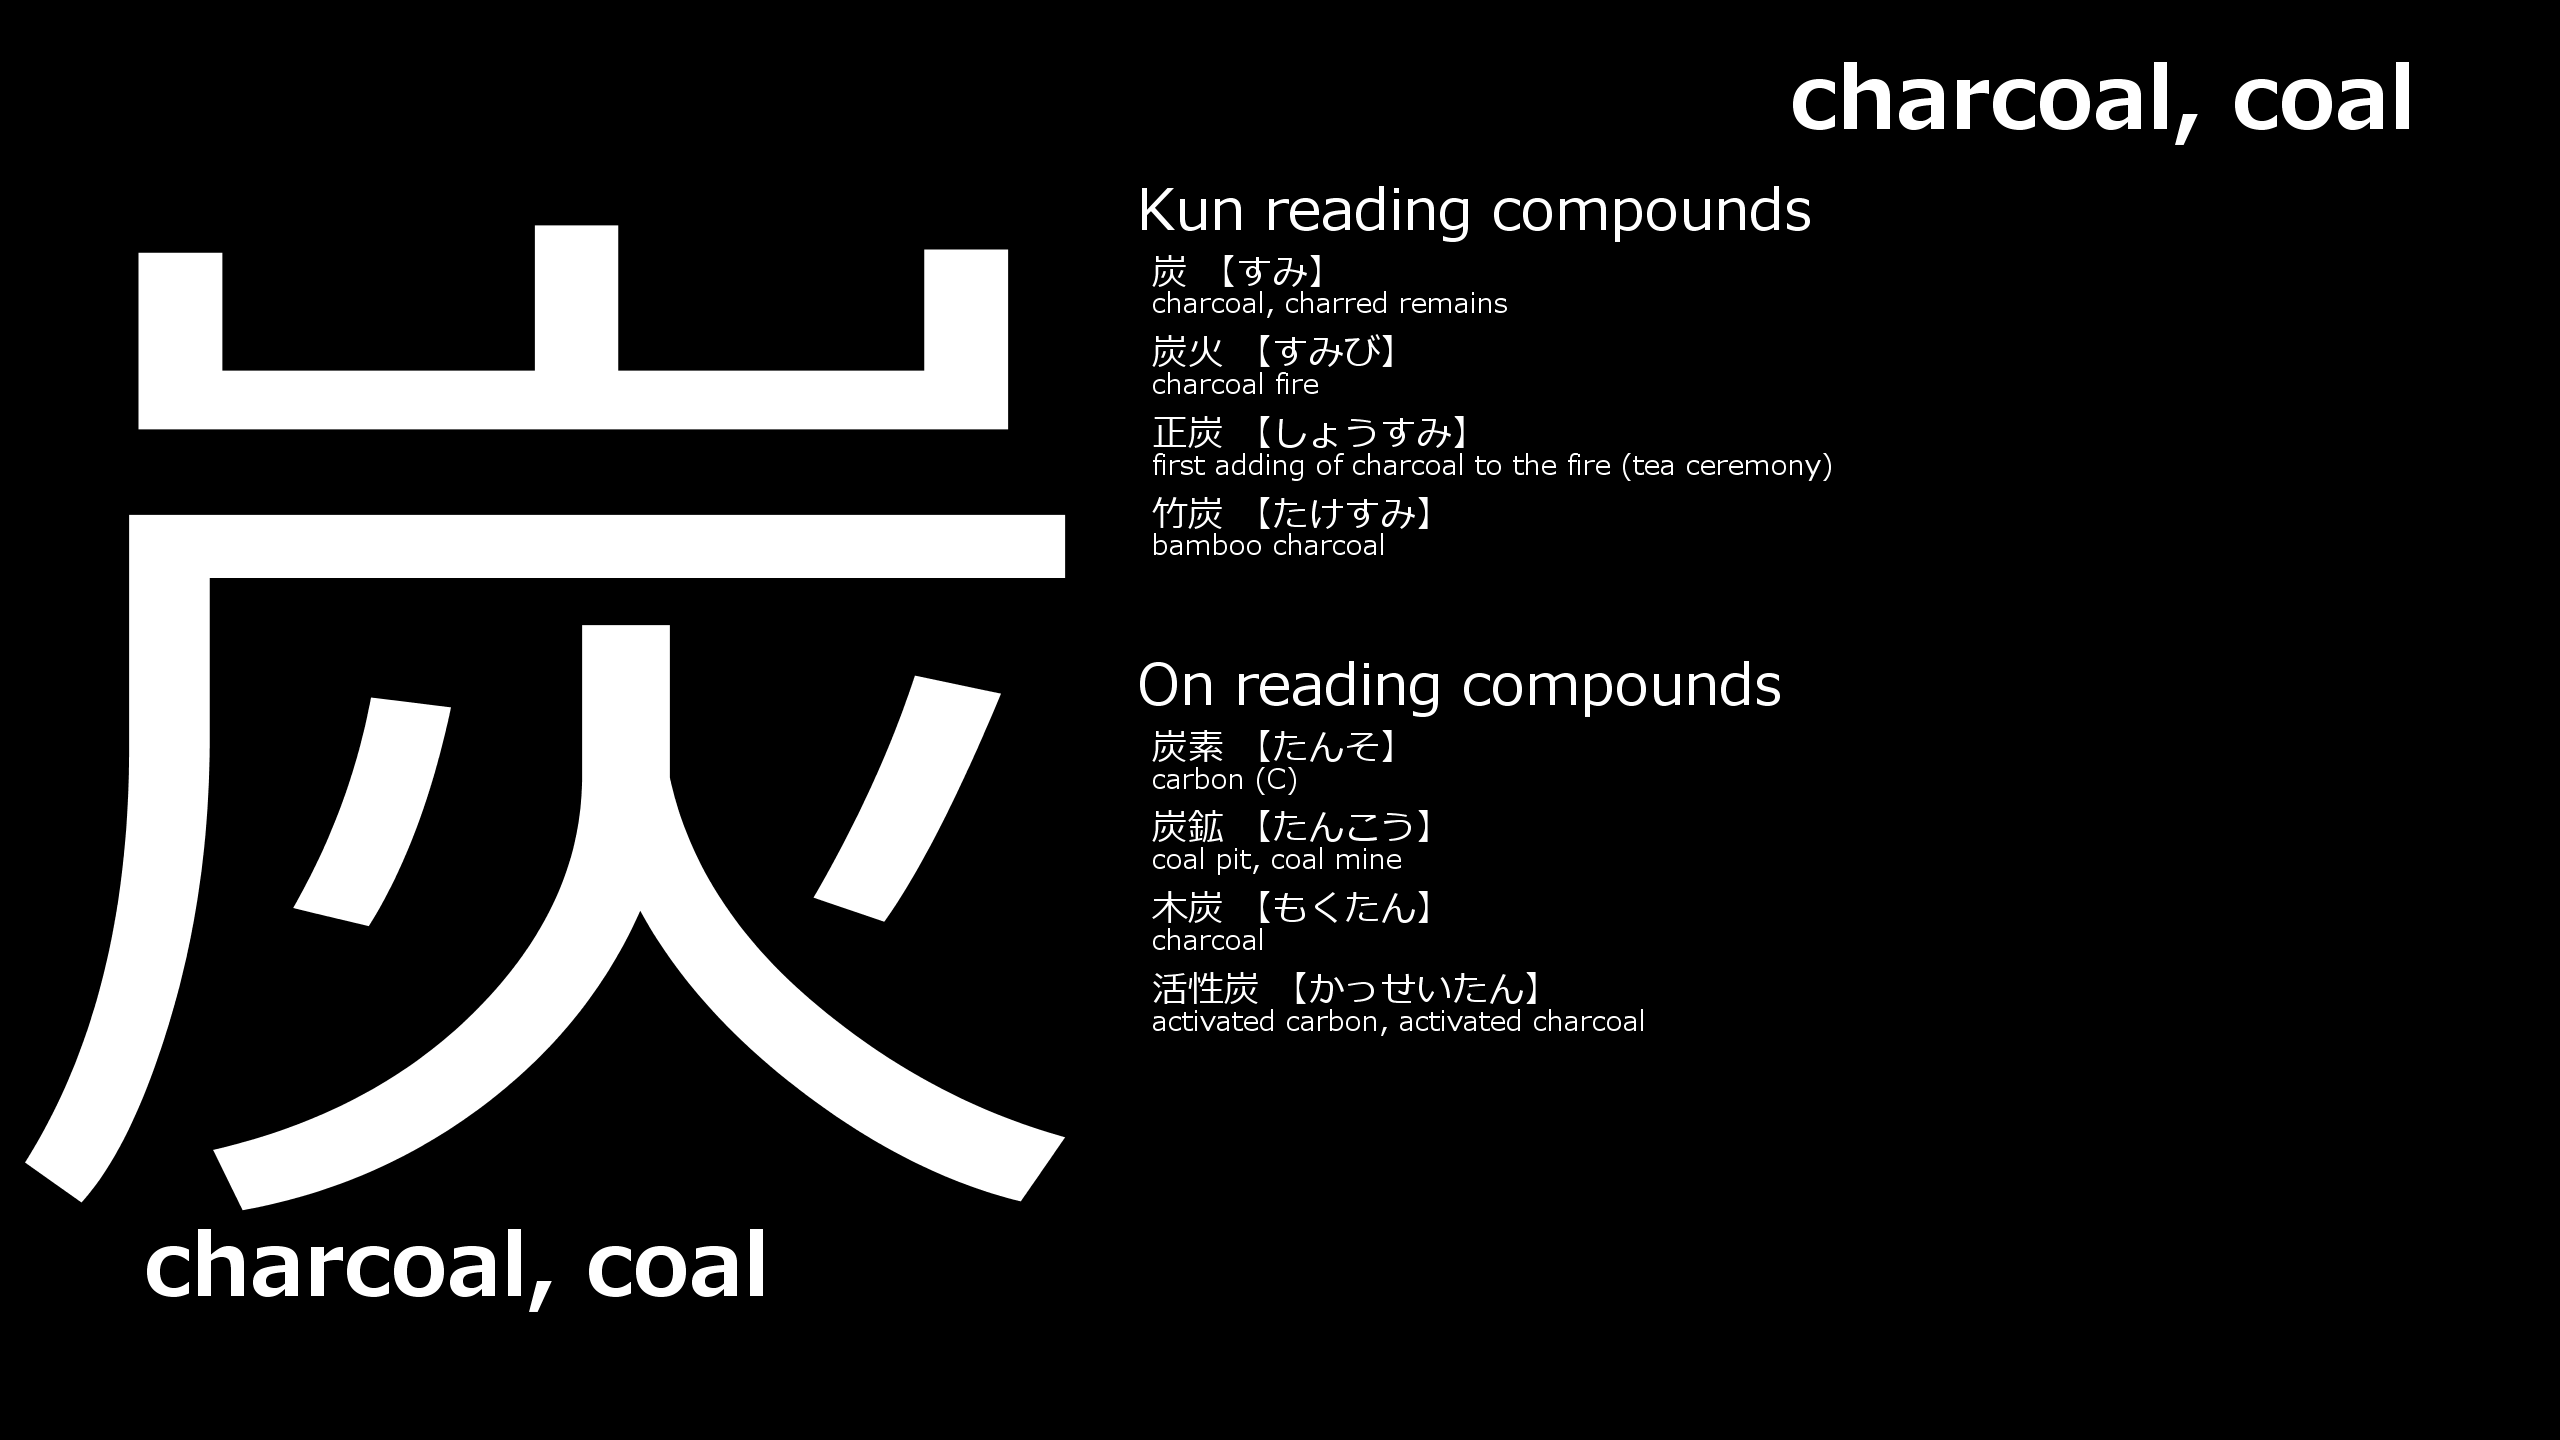 炭
charcoal, coal
charcoal, coal
Kun reading compounds
炭 【すみ】
charcoal, charred remains
炭火 【すみび】
charcoal fire
正炭 【しょうすみ】
first adding of charcoal to the fire (tea ceremony)
竹炭 【たけすみ】
bamboo charcoal
On reading compounds
炭素 【たんそ】
carbon (C)
炭鉱 【たんこう】
coal pit, coal mine
木炭 【もくたん】
charcoal
活性炭 【かっせいたん】
activated carbon, activated charcoal